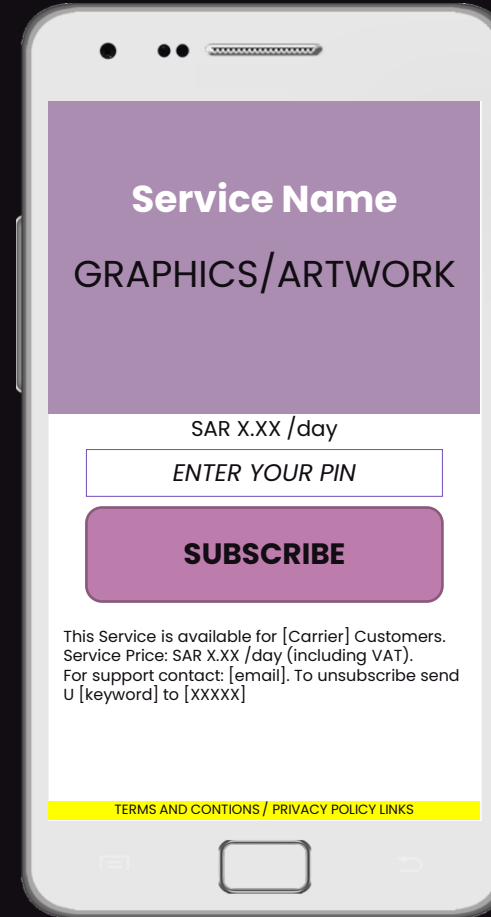 Service Name
GRAPHICS/ARTWORK
SAR X.XX /day
ENTER YOUR PIN
SUBSCRIBE
This Service is available for [Carrier] Customers.
Service Price: SAR X.XX /day (including VAT).
For support contact: [email]. To unsubscribe send
U [keyword] to [XXXXX]
TERMS AND CONTIONS / PRIVACY POLICY LINKS